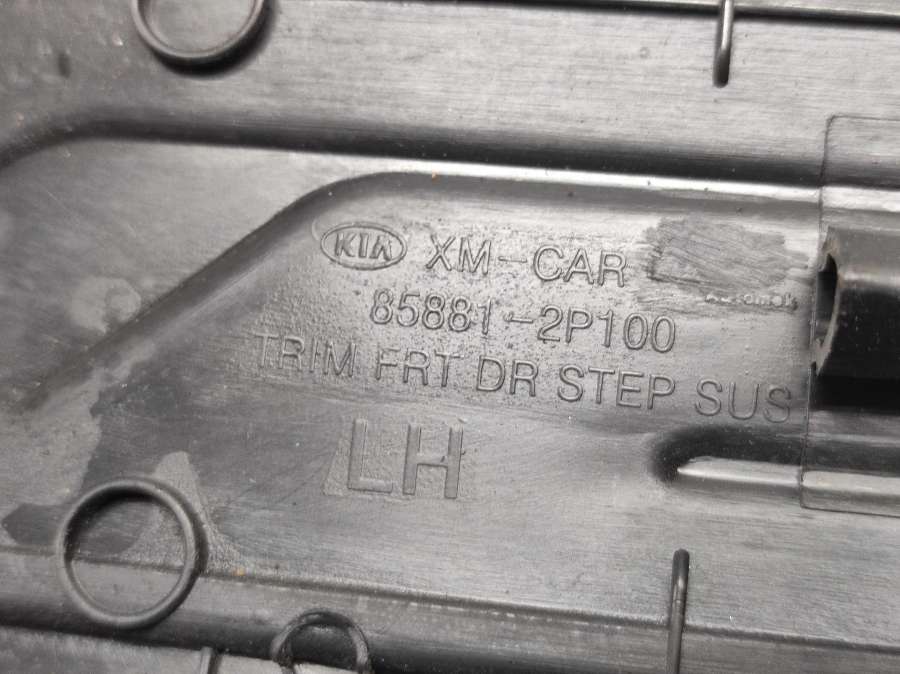 KIA XM-CAR
85881-2P100
TRIM FRT DR STEP SUS
LH